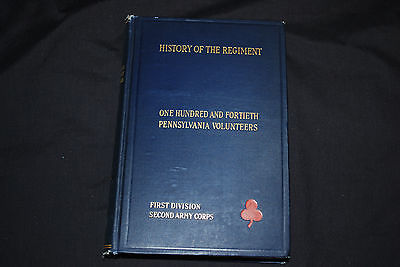 HISTORY OF THE REGIMENT
ONE HUNDRED AND FORTIETH
PENNSYLVANIA VOLUNTEERS
FIRST DIVISION
SECOND ARMY CORPS